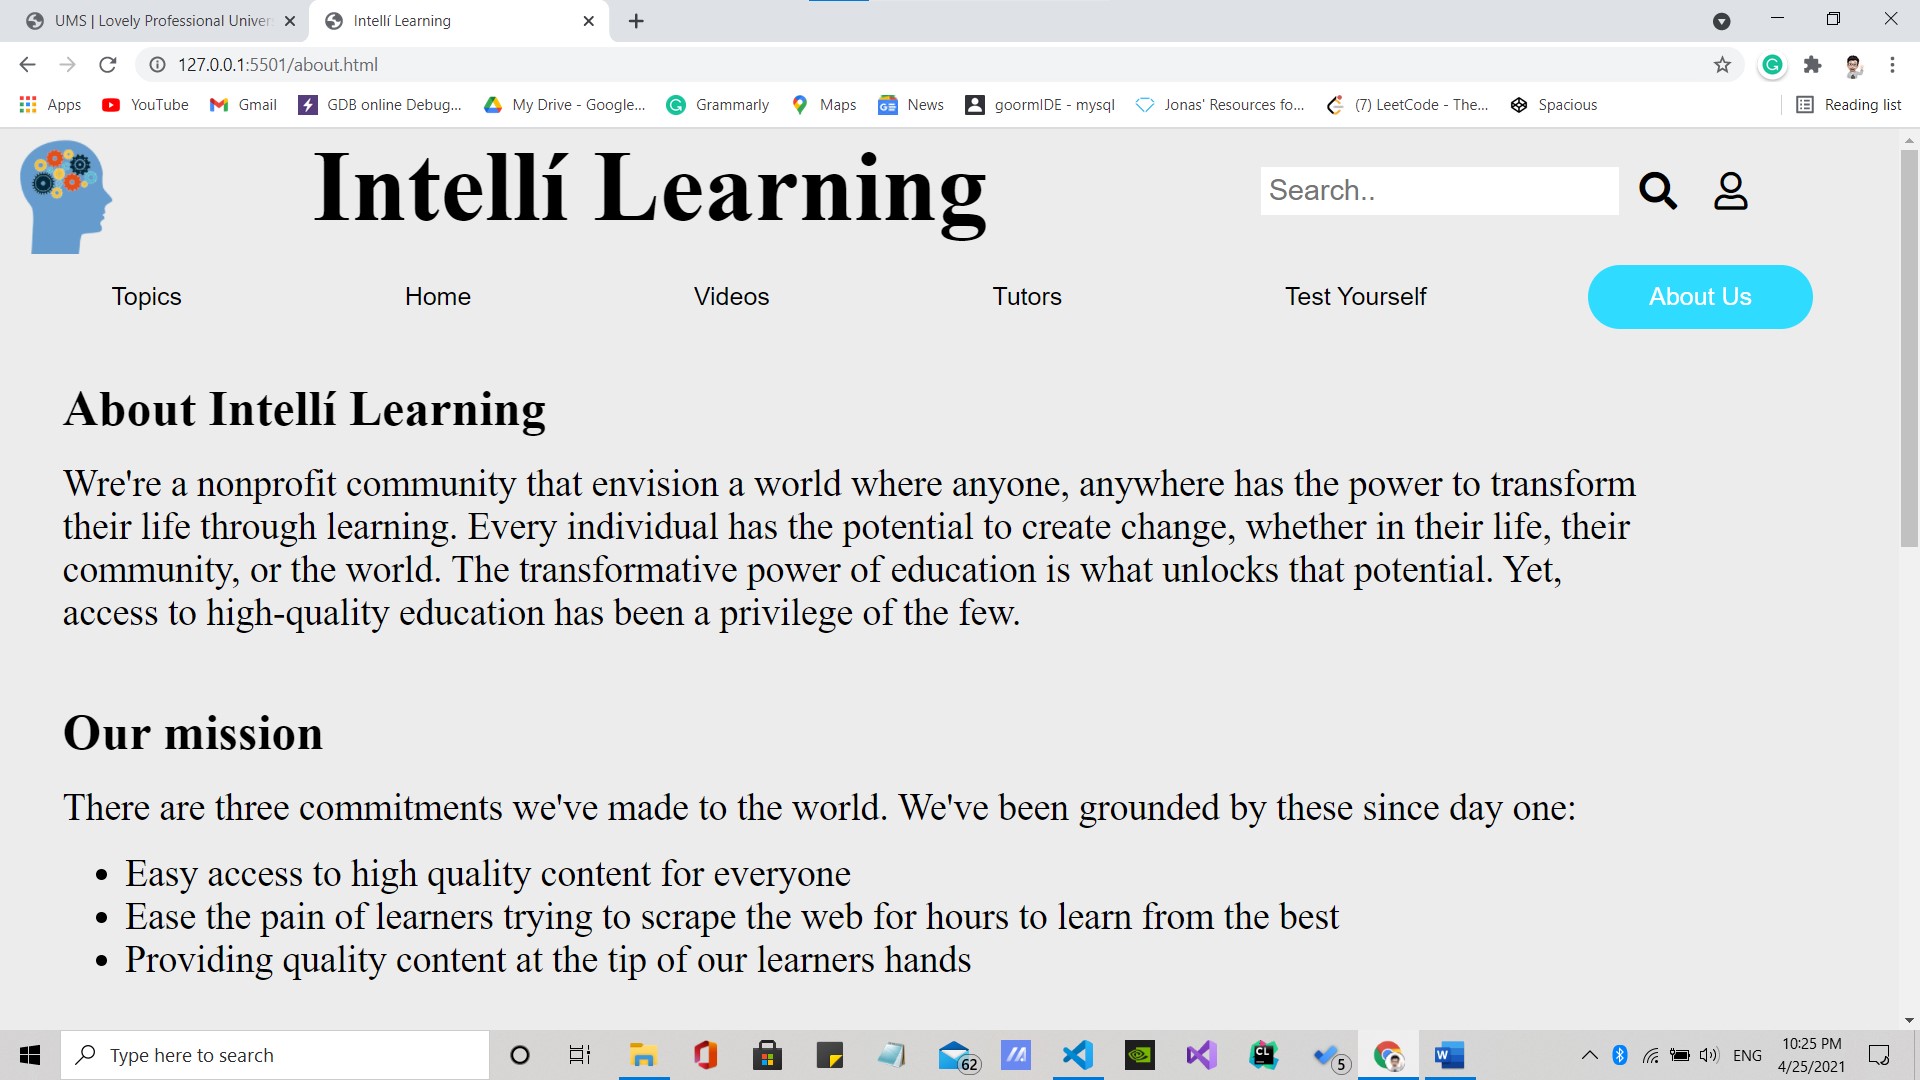 UMS | Lovely Professional Univer
Intellí Learning
127.0.0.1:5501/about.html
Apps YouTube Gmail GDB online Debug... My Drive - Google... Grammarly Maps News goormIDE - mysql Jonas' Resources fo... (7) LeetCode - The... Spacious Reading list
Intellí Learning
Search..
Topics Home Videos Tutors Test Yourself About Us
About Intellí Learning
Wre're a nonprofit community that envision a world where anyone, anywhere has the power to transform
their life through learning. Every individual has the potential to create change, whether in their life, their
community, or the world. The transformative power of education is what unlocks that potential. Yet,
access to high-quality education has been a privilege of the few.
Our mission
There are three commitments we've made to the world. We've been grounded by these since day one:
• Easy access to high quality content for everyone
• Ease the pain of learners trying to scrape the web for hours to learn from the best
• Providing quality content at the tip of our learners hands
Type here to search
62
CL
5
W
ENG
10:25 PM
4/25/2021